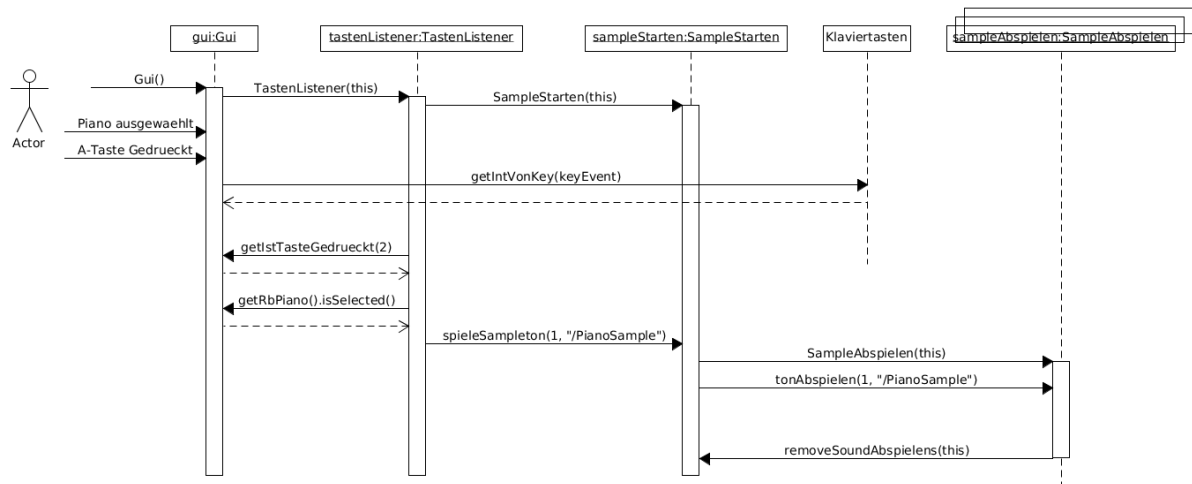 gui:Gui
tastenListener:TastenListener
sampleStarten:SampleStarten
Klaviertasten
sampleAbspielen:SampleAbspielen
Gui()
TastenListener(this)
SampleStarten(this)
Piano ausgewaehlt
Actor
A-Taste Gedrueckt
getIntVonKey(keyEvent)
getIstTasteGedrueckt(2)
getRbPiano().isSelected()
spieleSampleton(1, "/PianoSample")
SampleAbspielen(this)
tonAbspielen(1, "/PianoSample")
removeSoundAbspielens(this)